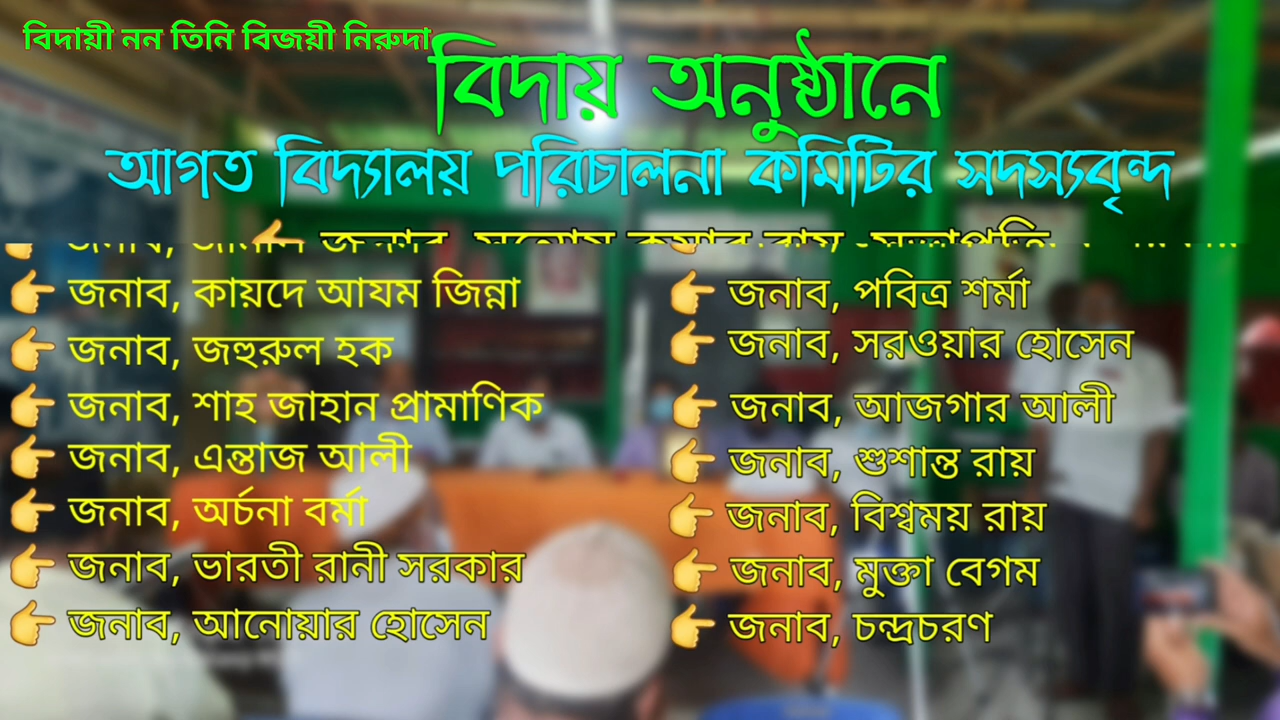 বিদায়ী নন তিনি বিজয়ী নিরুদা
বিদায় অনুষ্ঠানে
আগত বিদ্যালয় পরিচালনা কমিটির সদস্যবৃন্দ
জনাব, কায়দে আযম জিন্না
জনাব, জহুরুল হক
জনাব, শাহ জাহান প্রামাণিক
জনাব, এন্তাজ আলী
জনাব, অর্চনা বর্মা
জনাব, ভারতী রানী সরকার
জনাব, আনোয়ার হোসেন
জনাব, পবিত্র শর্মা
জনাব, সরওয়ার হোসেন
জনাব, আজগার আলী
জনাব, শুশান্ত রায়
জনাব, বিশ্বময় রায়
জনাব, মুক্তা বেগম
জনাব, চন্দ্রচরণ